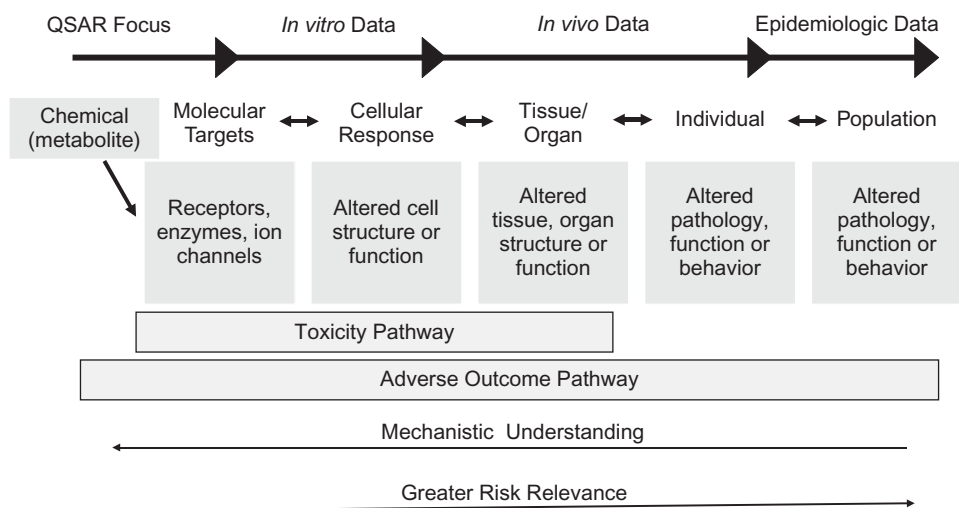 QSAR Focus
In vitro Data
In vivo Data
Epidemiologic Data
Chemical
(metabolite)
Molecular
Targets
Cellular
Response
Tissue/
Organ
Individual
Population
Receptors,
enzymes, ion
channels
Altered cell
structure or
function
Altered
tissue, organ
structure or
function
Altered
pathology,
function or
behavior
Altered
pathology,
function or
behavior
Toxicity Pathway
Adverse Outcome Pathway
Mechanistic Understanding
Greater Risk Relevance